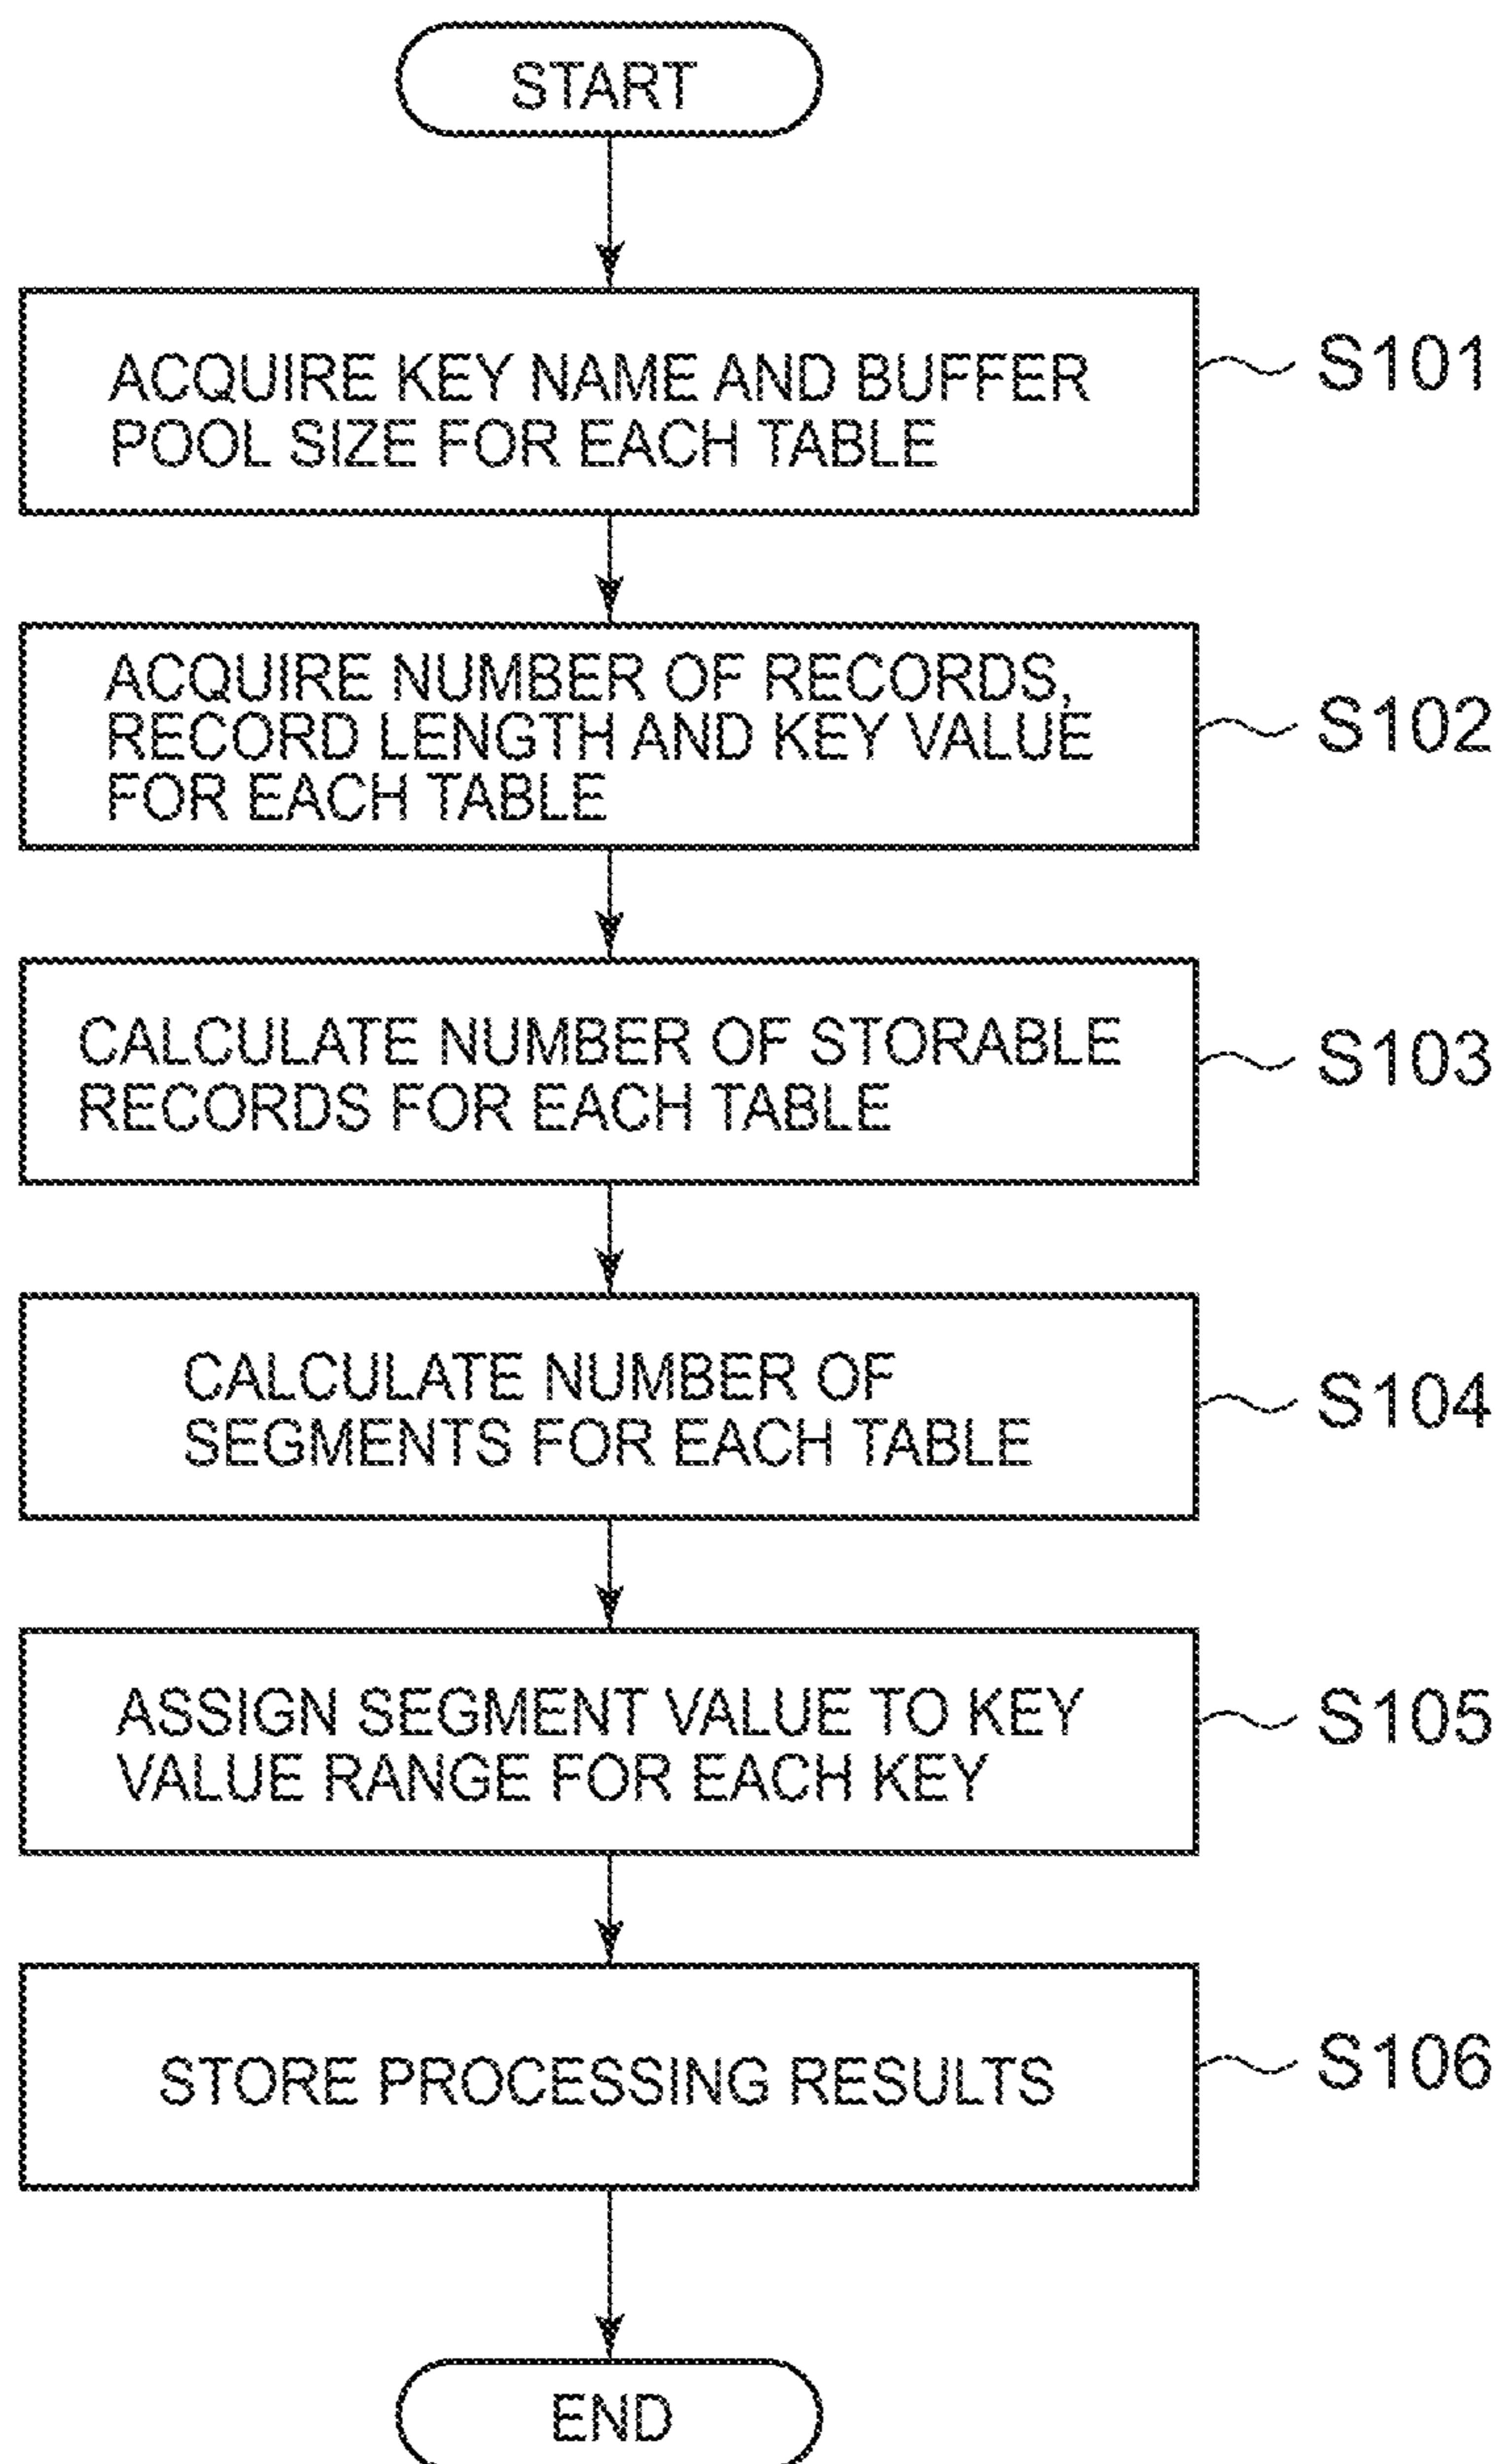 START
ACQUIRE KEY NAME AND BUFFER
POOL SIZE FOR EACH TABLE
S101
ACQUIRE NUMBER OF RECORDS,
RECORD LENGTH AND KEY VALUE
FOR EACH TABLE
S102
CALCULATE NUMBER OF STORABLE
RECORDS FOR EACH TABLE
S103
CALCULATE NUMBER OF
SEGMENTS FOR EACH TABLE
S104
ASSIGN SEGMENT VALUE TO KEY
VALUE RANGE FOR EACH KEY
S105
STORE PROCESSING RESULTS
S106
END